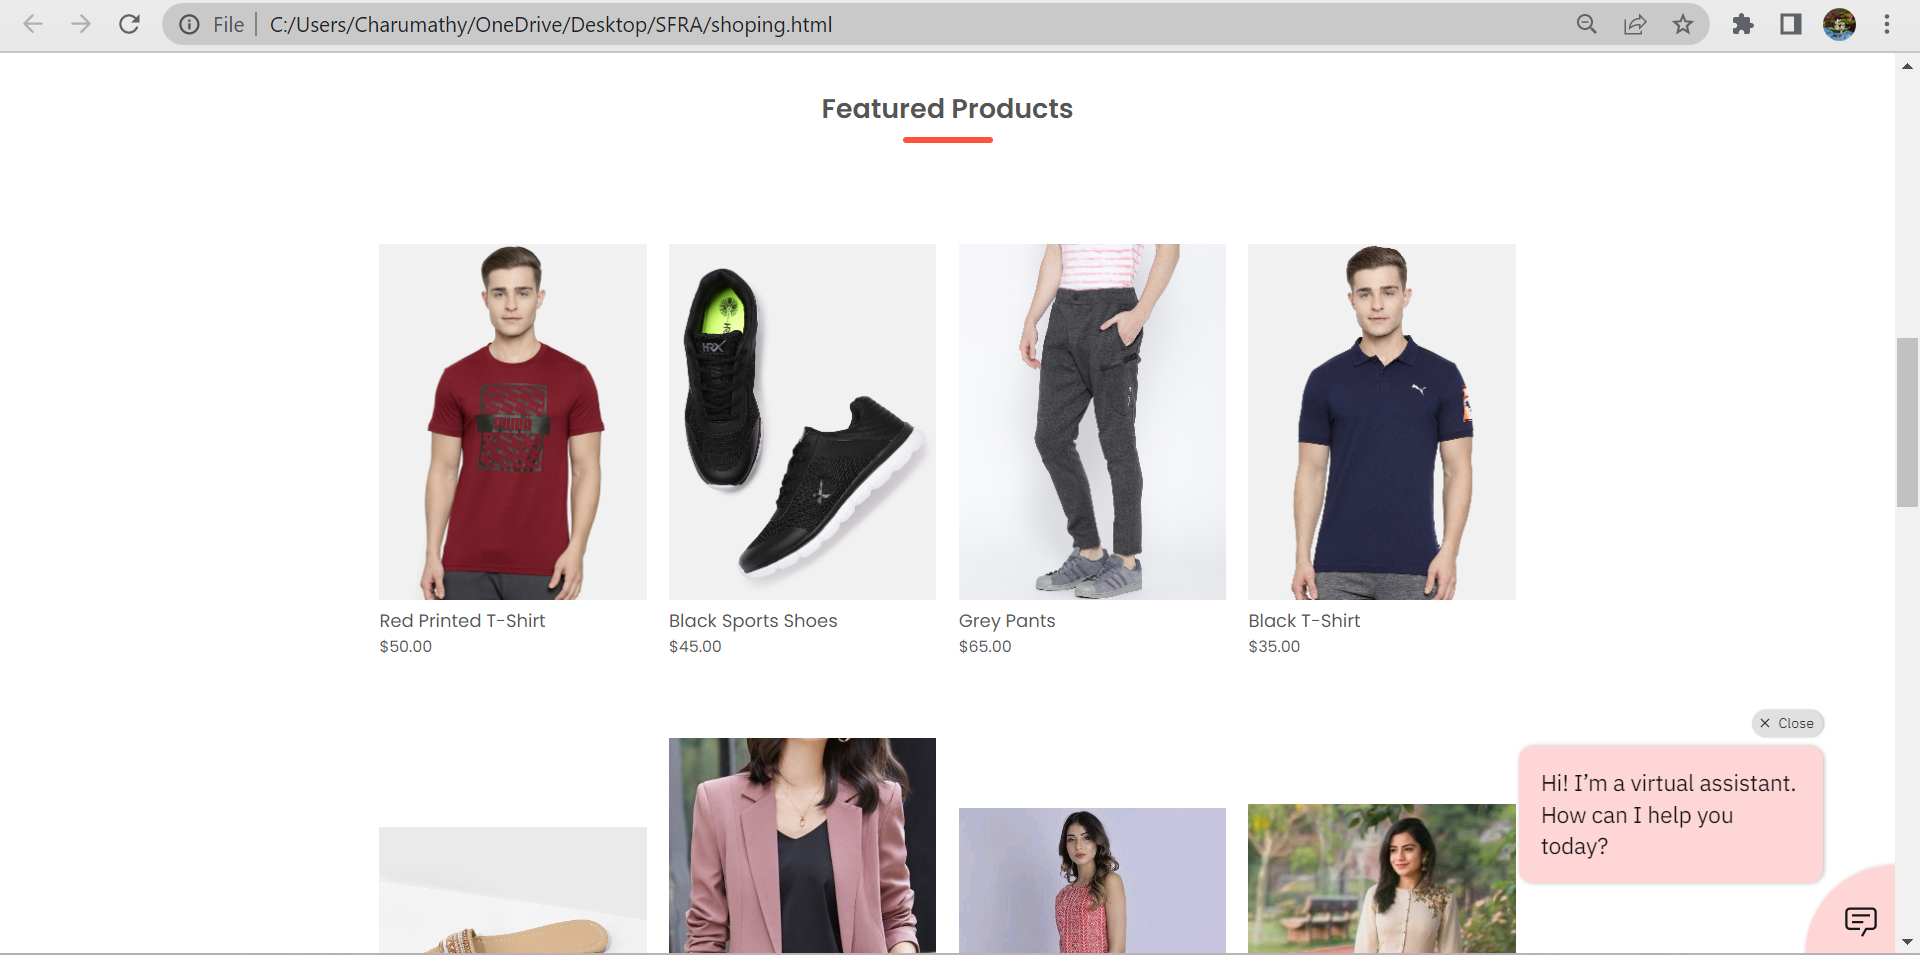 File
C:/Users/Charumathy/OneDrive/Desktop/SFRA/shoping.html
Featured Products
HRX
Red Printed T-Shirt
$50.00
Black Sports Shoes
$45.00
Grey Pants
$65.00
Black T-Shirt
$35.00
Close
Hi! I’m a virtual assistant.
How can I help you
today?